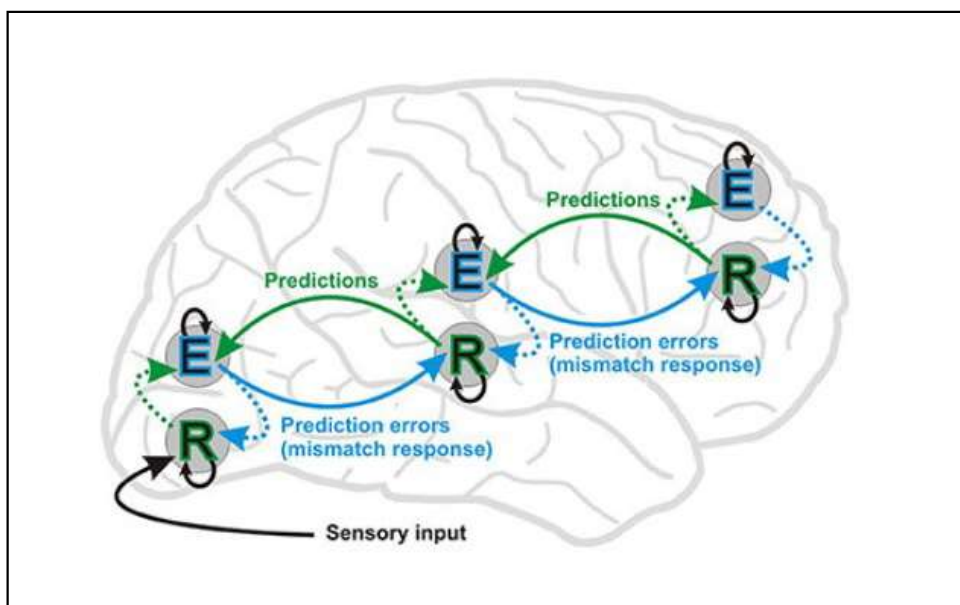 E
Predictions
E
Predictions
R
E
Prediction errors
(mismatch response)
R
Prediction errors
(mismatch response)
R
Sensory input